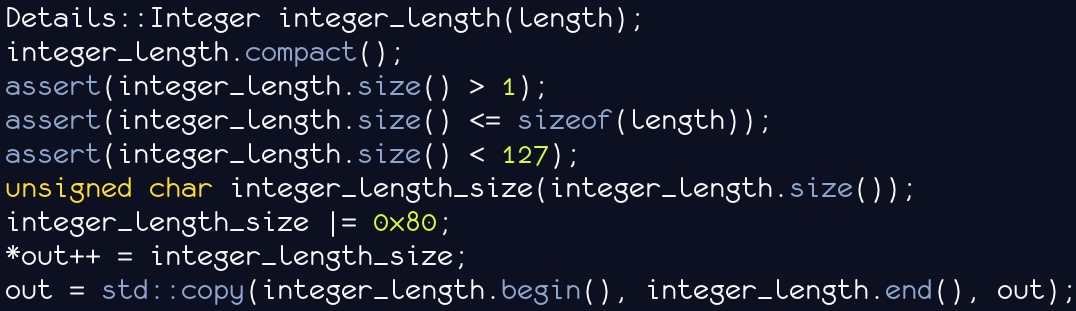 Details::Integer integer_length(length);
integer_length.compact();
assert(integer_length.size() > 1);
assert(integer_length.size() <= sizeof(length));
assert(integer_length.size() < 127);
unsigned char integer_length_size(integer_length.size());
integer_length_size |= 0x80;
*out++ = integer_length_size;
out = std::copy(integer_length.begin(), integer_length.end(), out);